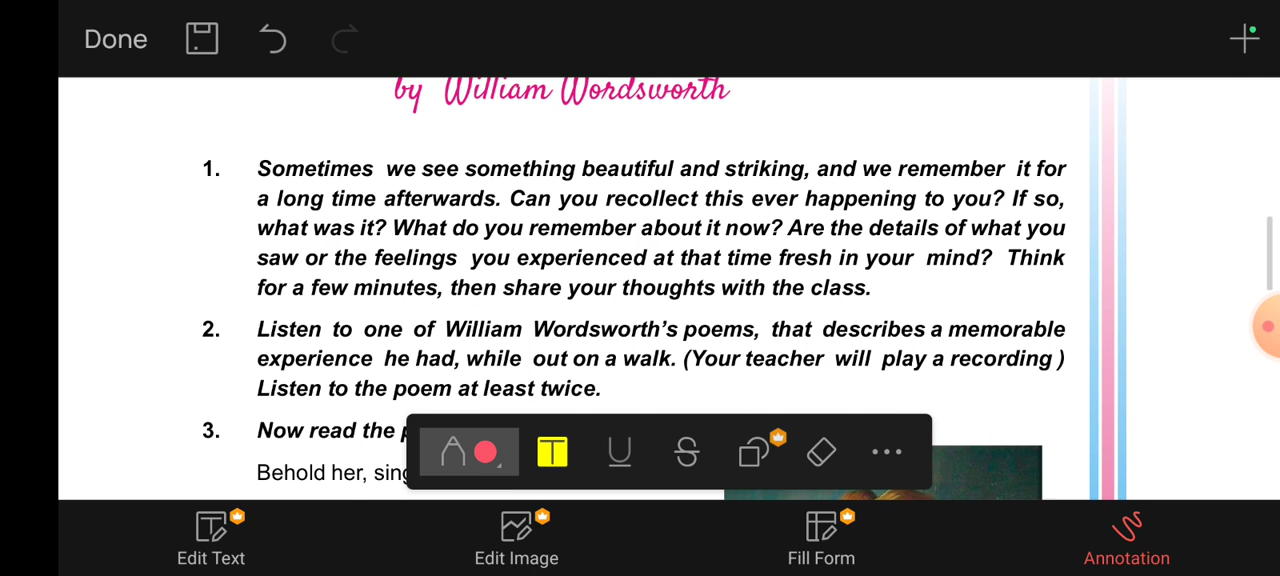 Done
by William Wordsworth
1. Sometimes we see something beautiful and striking, and we remember it for
a long time afterwards. Can you recollect this ever happening to you? If so,
what was it? What do you remember about it now? Are the details of what you
saw or the feelings you experienced at that time fresh in your mind? Think
for a few minutes, then share your thoughts with the class.
2. Listen to one of William Wordsworth's poems, that describes a memorable
experience he had, while out on a walk. (Your teacher will play a recording )
Listen to the poem at least twice.
3. Now read the
Behold her,
T
U
S
Edit Text
Edit Image
Fill Form
Annotation